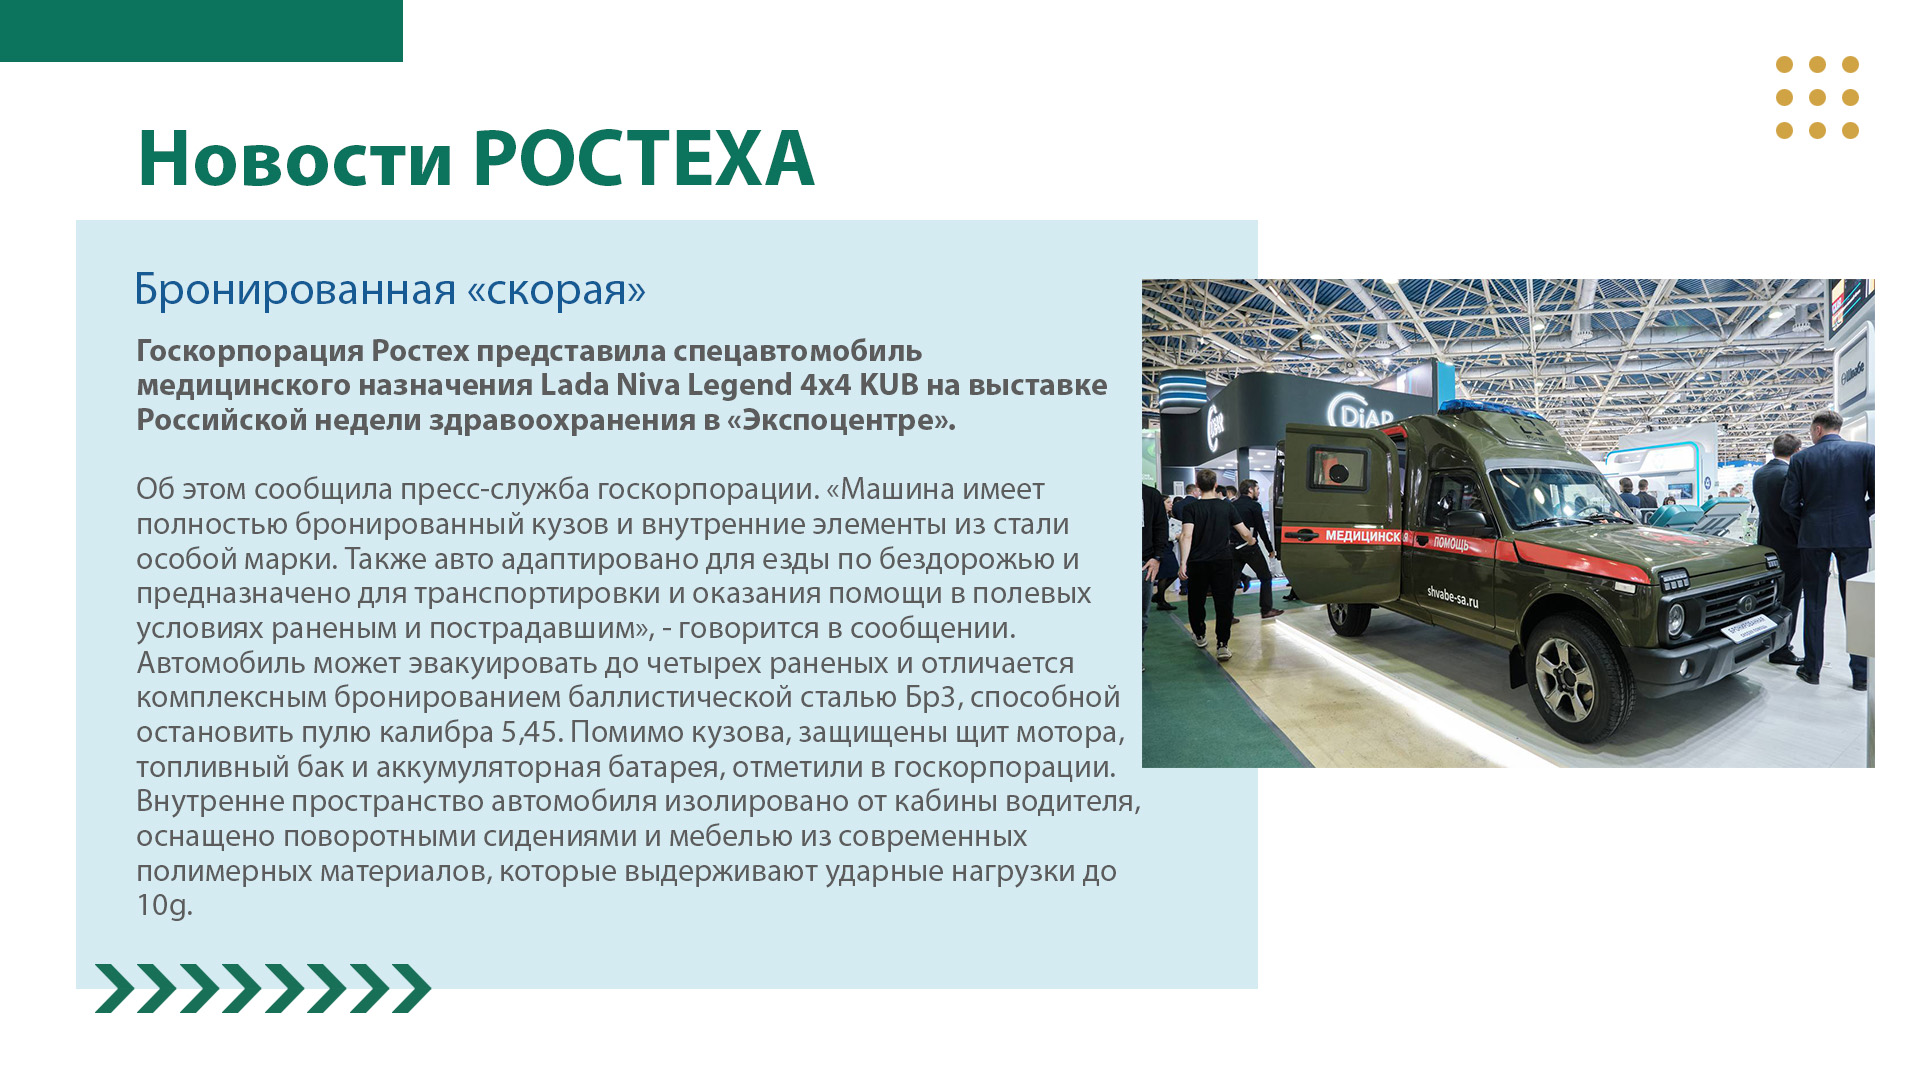 Новости РОСТЕХА
Бронированная «скорая»
Госкорпорация Ростех представила спецавтомобиль
медицинского назначения Lada Niva Legend 4x4 KUB на выставке
Российской недели здравоохранения в «Экспоцентре».
Об этом сообщила пресс-служба госкорпорации. «Машина имеет
полностью бронированный кузов и внутренние элементы из стали
особой марки. Также авто адаптировано для езды по бездорожью и
предназначено для транспортировки и оказания помощи в полевых
условиях раненым и пострадавшим», - говорится в сообщении.
Автомобиль может эвакуировать до четырех раненых и отличается
комплексным бронированием баллистической сталью Бр3, способной
остановить пулю калибра 5,45. Помимо кузова, защищены щит мотора,
топливный бак и аккумуляторная батарея, отметили в госкорпорации.
Внутренне пространство автомобиля изолировано от кабины водителя,
оснащено поворотными сидениями и мебелью из современных
полимерных материалов, которые выдерживают ударные нагрузки до
10g.
Швабе
DiAP
МЕДИЦИНСКАЯ ПОМОЩЬ
shvabe-sa.ru
БРОНИРОВАННАЯ